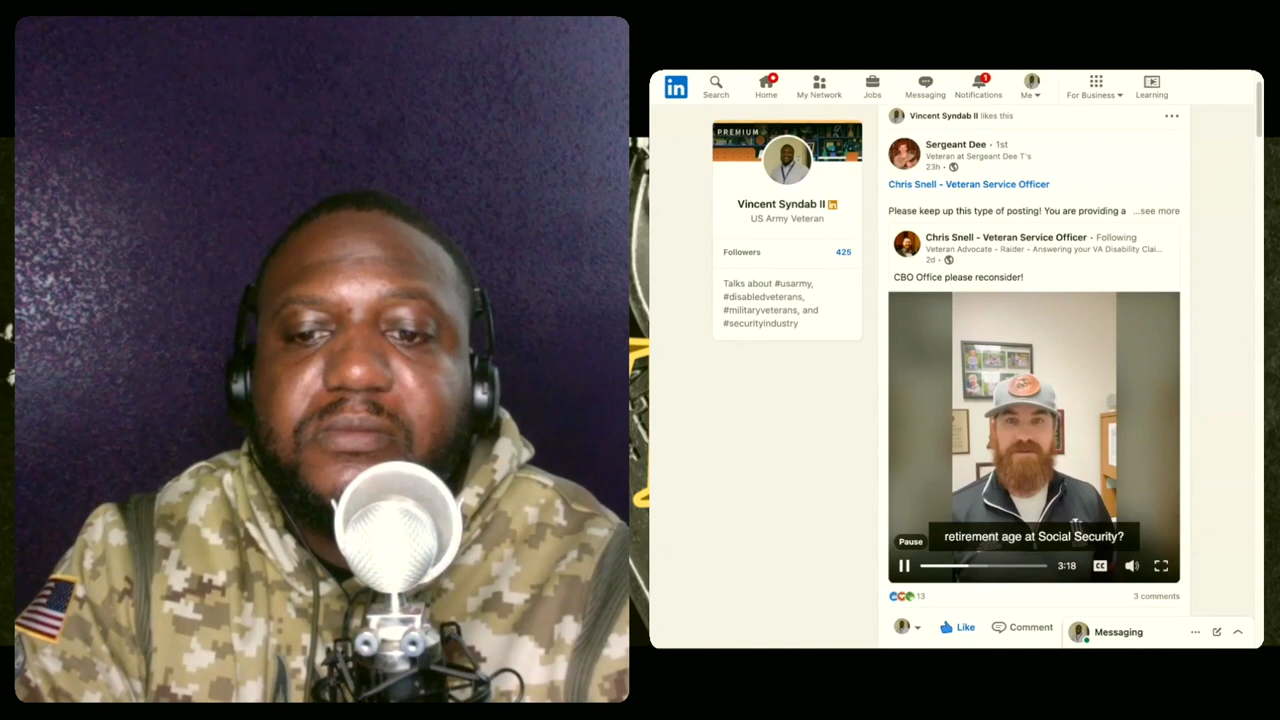 in
Search
Home
My Network
Jobs
Messaging
1
Notifications
Me
For Business
Learning
PREMIUM
Vincent Syndab II in
US Army Veteran
Followers 425
Talks about #usarmy,
#disabledveterans,
#militaryveterans, and
#securityindustry
Vincent Syndab II likes this
Sergeant Dee · 1st
Veteran at Sergeant Dee T's
23h ·
Chris Snell - Veteran Service Officer
Please keep up this type of posting! You are providing a ...see more
Chris Snell - Veteran Service Officer · Following
Veteran Advocate - Raider - Answering your VA Disability Clai...
2d ·
CBO Office please reconsider!
retirement age at Social Security?
Pause
3:18
CC
13
3 comments
Like
Comment
Messaging